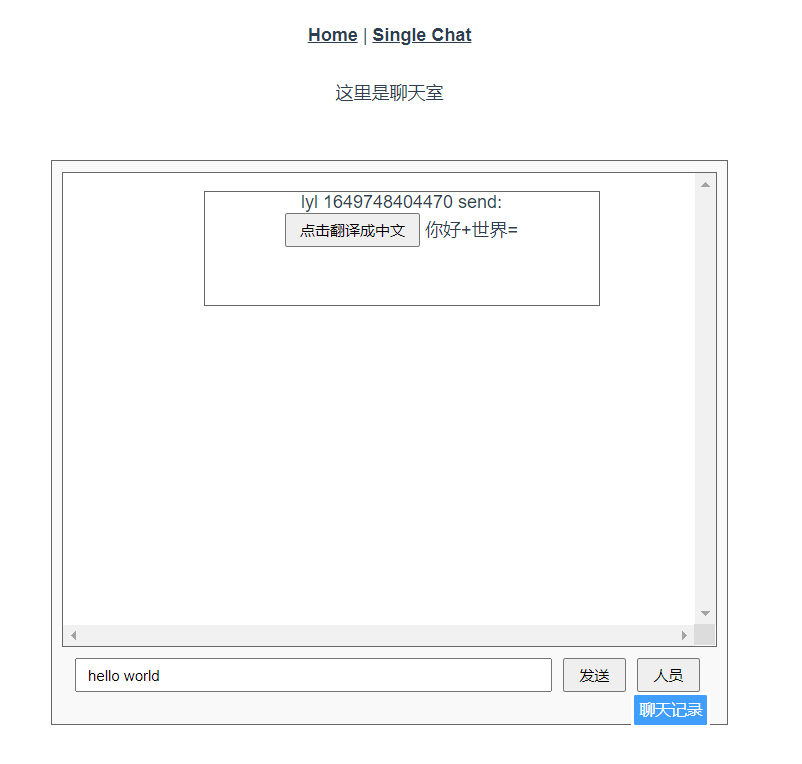 Home | Single Chat
这里是聊天室
lyl 1649748404470 send:
点击翻译成中文 你好+世界=
hello world 发送 人员
聊天记录